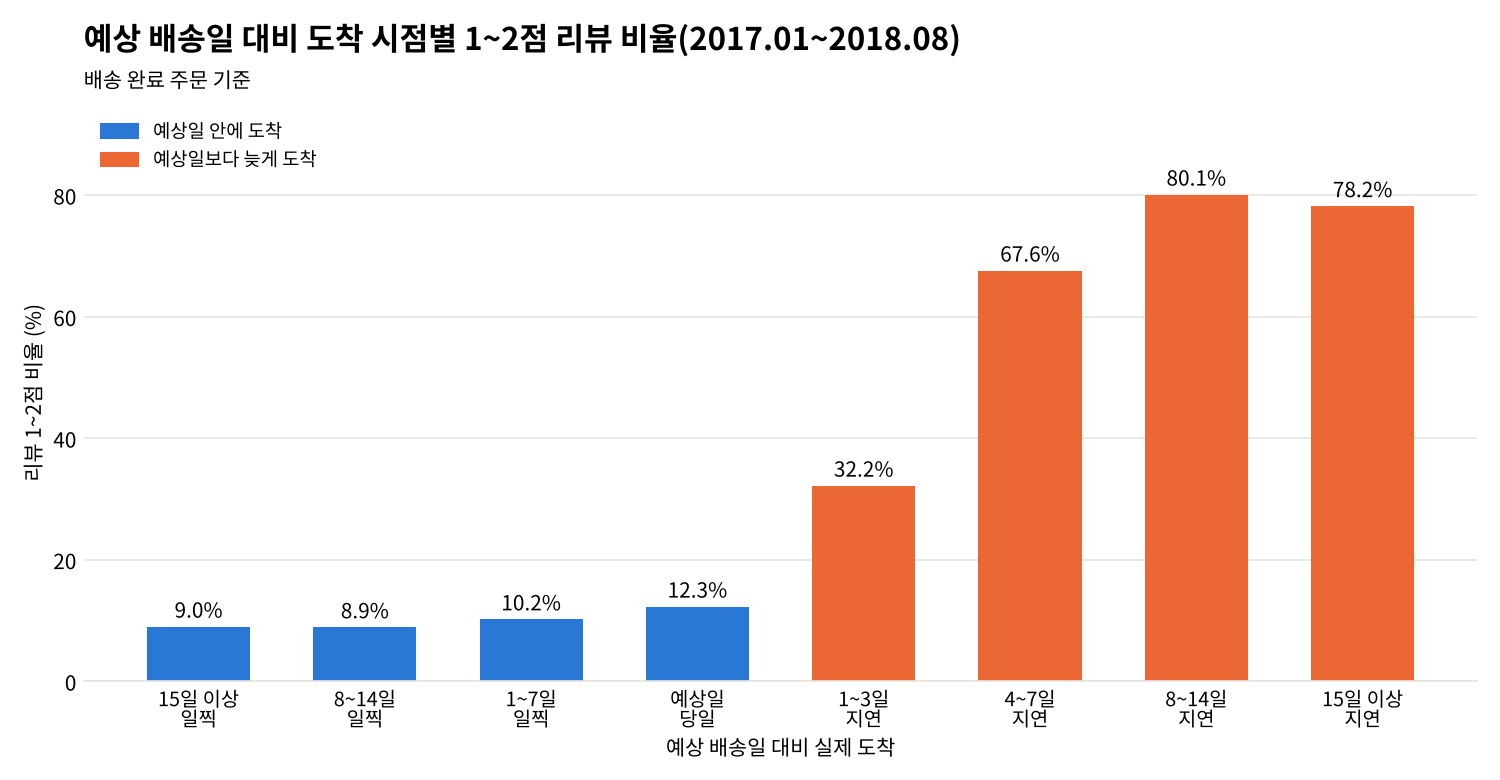 예상 배송일 대비 도착 시점별 1~2점 리뷰 비율(2017.01~2018.08)
배송 완료 주문 기준
예상일 안에 도착
예상일보다 늦게 도착
리뷰 1~2점 비율 (%)
80
60
40
20
0
9.0%
8.9%
10.2%
12.3%
32.2%
67.6%
80.1%
78.2%
15일 이상
일찍
8~14일
일찍
1~7일
일찍
예상일
당일
1~3일
지연
4~7일
지연
8~14일
지연
15일 이상
지연
예상 배송일 대비 실제 도착